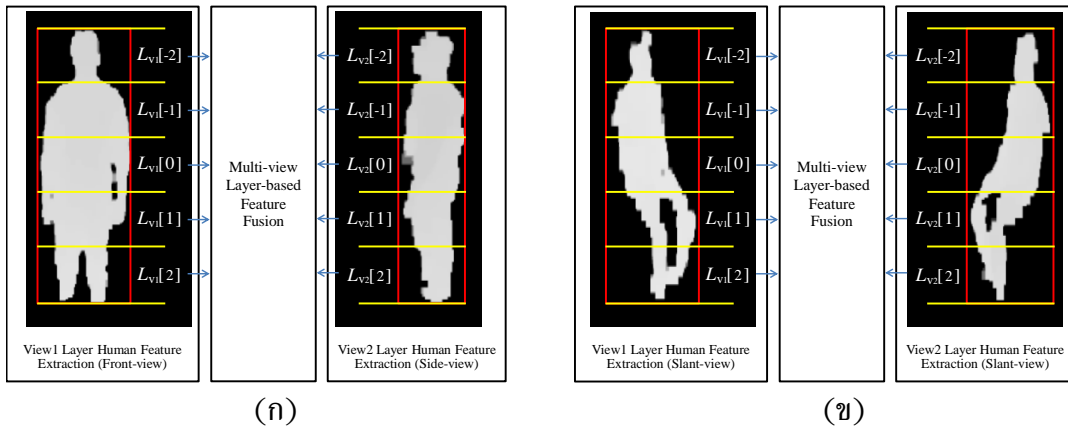 L_v1[-2]
L_v1[-1]
L_v1[0]
L_v1[1]
L_v1[2]
View1 Layer Human Feature
Extraction (Front-view)
Multi-view
Layer-based
Feature
Fusion
L_v2[-2]
L_v2[-1]
L_v2[0]
L_v2[1]
L_v2[2]
View2 Layer Human Feature
Extraction (Side-view)
(ก)
L_v1[-2]
L_v1[-1]
L_v1[0]
L_v1[1]
L_v1[2]
View1 Layer Human Feature
Extraction (Slant-view)
Multi-view
Layer-based
Feature
Fusion
L_v2[-2]
L_v2[-1]
L_v2[0]
L_v2[1]
L_v2[2]
View2 Layer Human Feature
Extraction (Slant-view)
(ข)